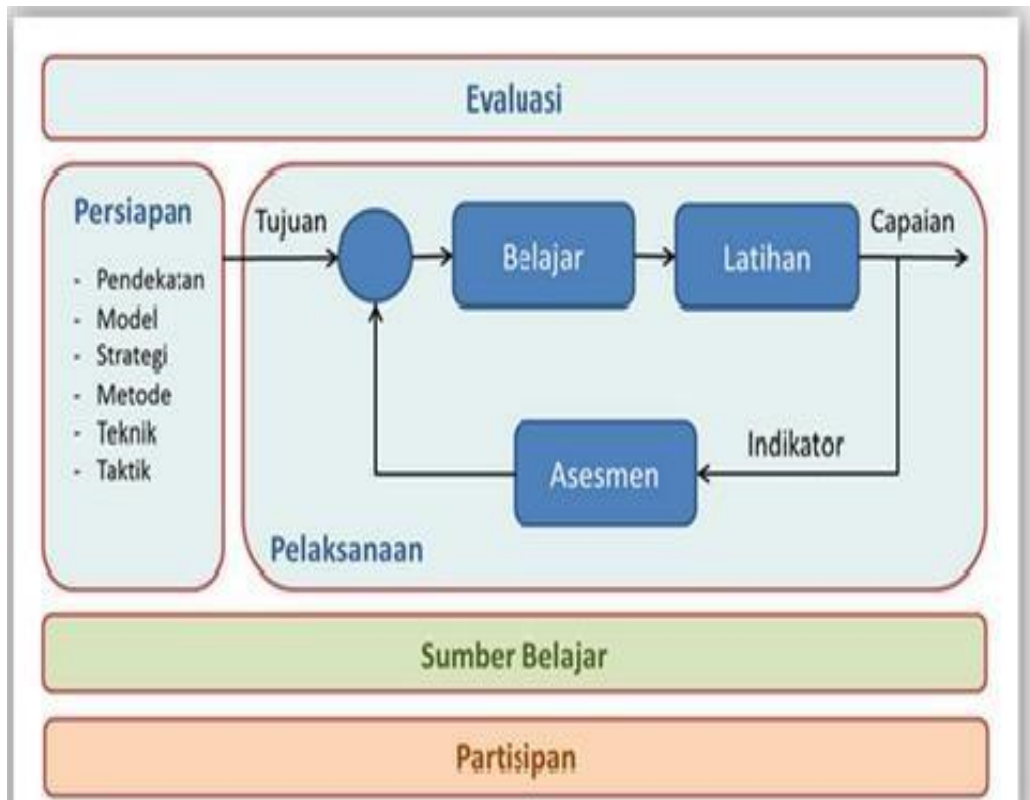 Evaluasi
Persiapan
- Pendekatan
- Model
- Strategi
- Metode
- Teknik
- Taktik
Tujuan
Belajar
Latihan
Capaian
Indikator
Asesmen
Pelaksanaan
Sumber Belajar
Partisipan